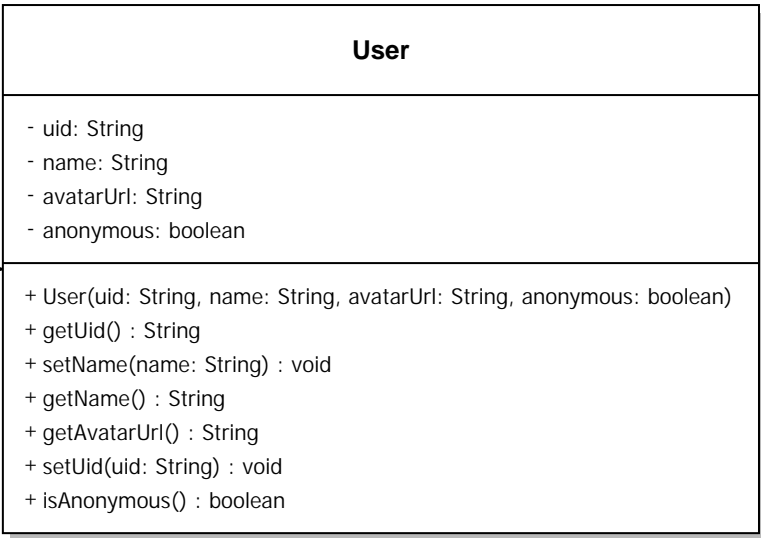 User
- uid: String
- name: String
- avatarUrl: String
- anonymous: boolean
+ User(uid: String, name: String, avatarUrl: String, anonymous: boolean)
+ getUid() : String
+ setName(name: String) : void
+ getName() : String
+ getAvatarUrl() : String
+ setUid(uid: String) : void
+ isAnonymous() : boolean